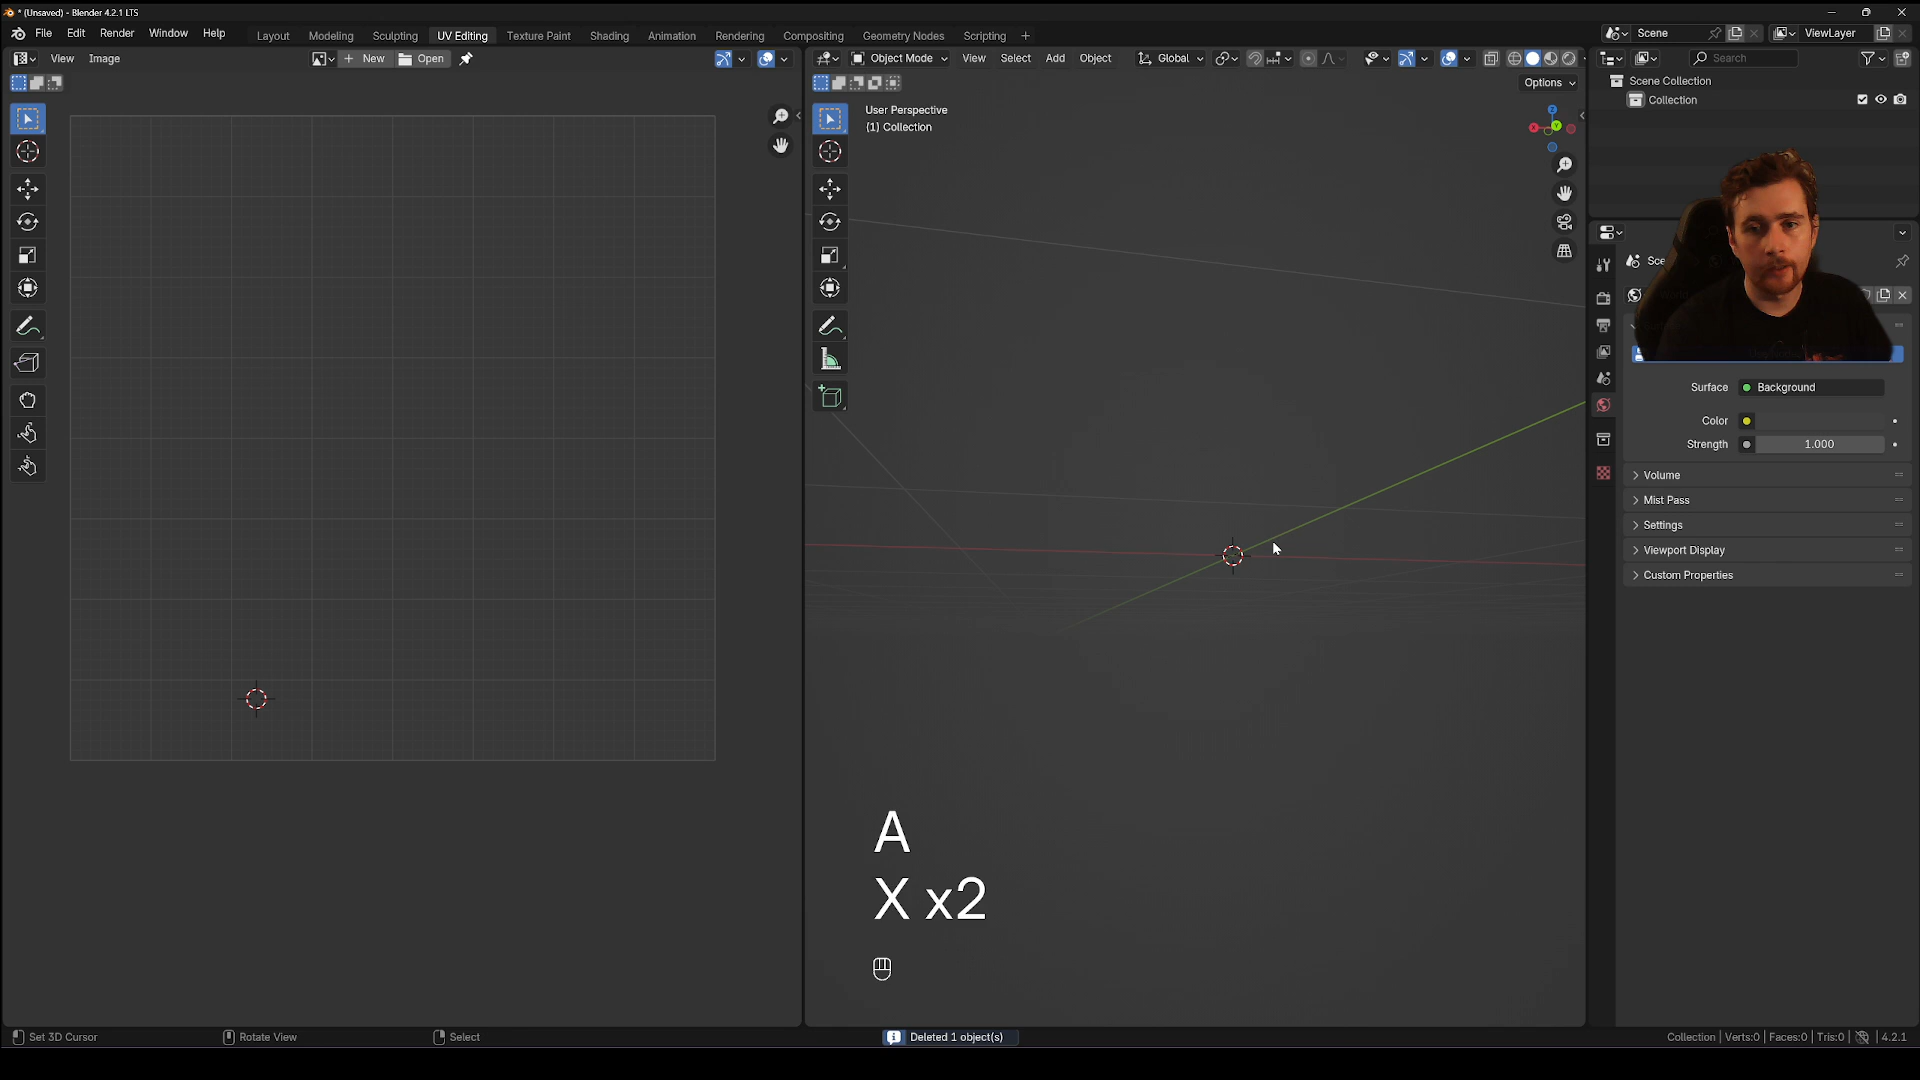 * (Unsaved) - Blender 4.2.1 LTS
File Edit Render Window Help
Layout Modeling Sculpting UV Editing Texture Paint Shading Animation Rendering Compositing Geometry Nodes Scripting +
Scene
ViewLayer
View Image
New Open
Object Mode View Select Add Object Global
Search
Options
Scene Collection
Collection
User Perspective
(1) Collection
X
Y
Z
Surface Background
Color
Strength 1.000
Volume
Mist Pass
Settings
Viewport Display
Custom Properties
A
X x2
Set 3D Cursor Rotate View Select
Deleted 1 object(s)
Collection | Verts:0 | Faces:0 | Tris:0 | 4.2.1